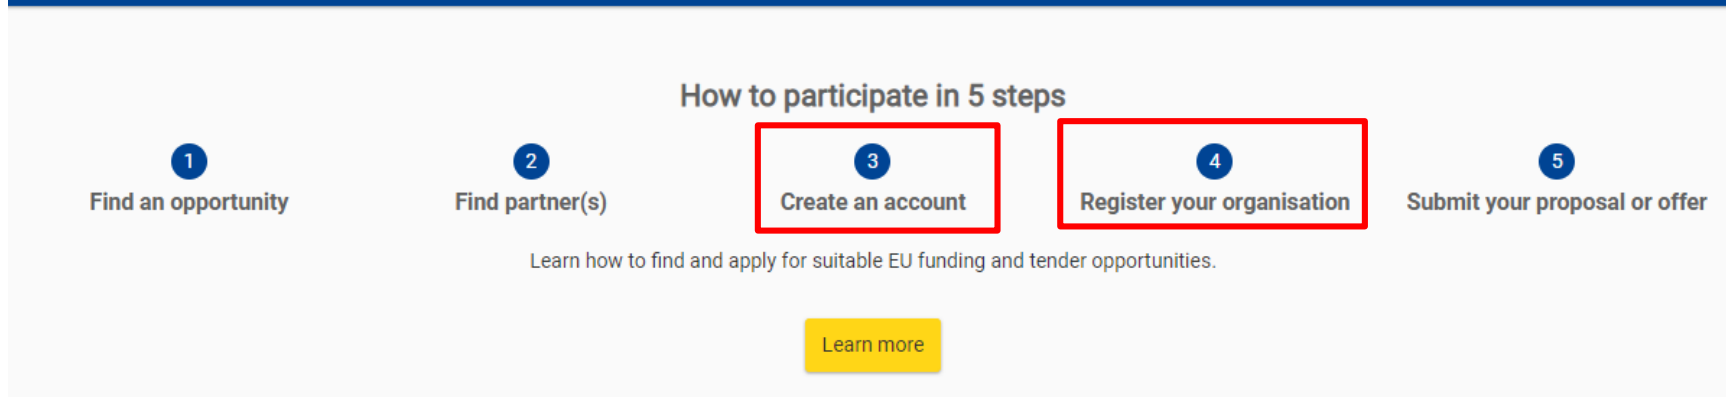 How to participate in 5 steps
1
Find an opportunity
2
Find partner(s)
3
Create an account
4
Register your organisation
5
Submit your proposal or offer
Learn how to find and apply for suitable EU funding and tender opportunities.
Learn more